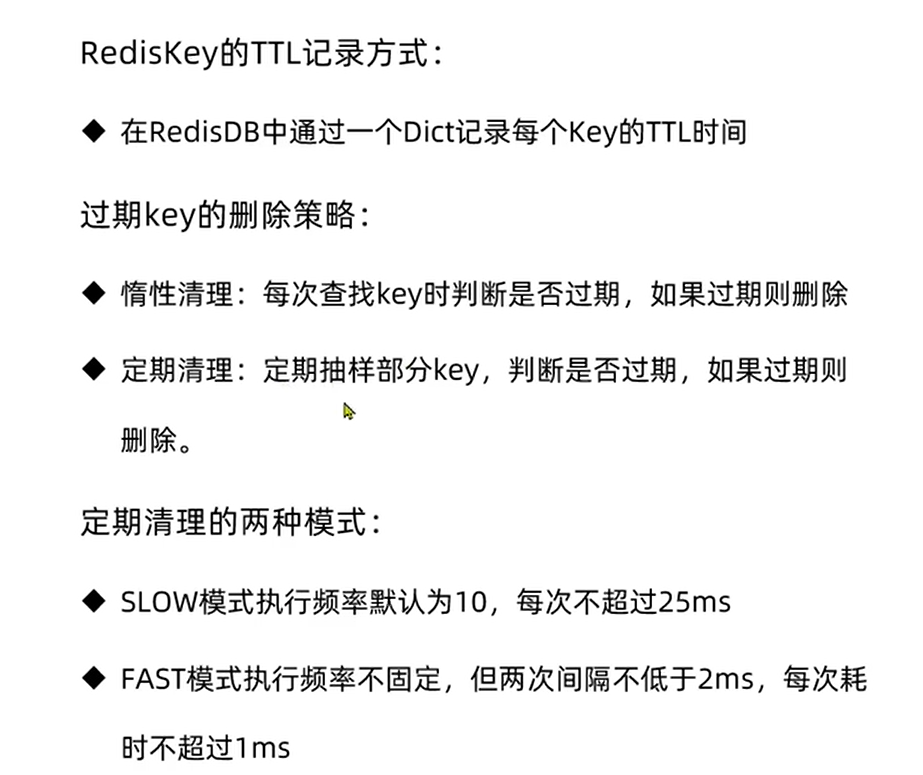 RedisKey的TTL记录方式：
◆ 在RedisDB中通过一个Dict记录每个Key的TTL时间
过期key的删除策略：
◆ 惰性清理：每次查找key时判断是否过期，如果过期则删除
◆ 定期清理：定期抽样部分key，判断是否过期，如果过期则
删除。
定期清理的两种模式：
◆ SLOW模式执行频率默认为10，每次不超过25ms
◆ FAST模式执行频率不固定，但两次间隔不低于2ms，每次耗
时不超过1ms